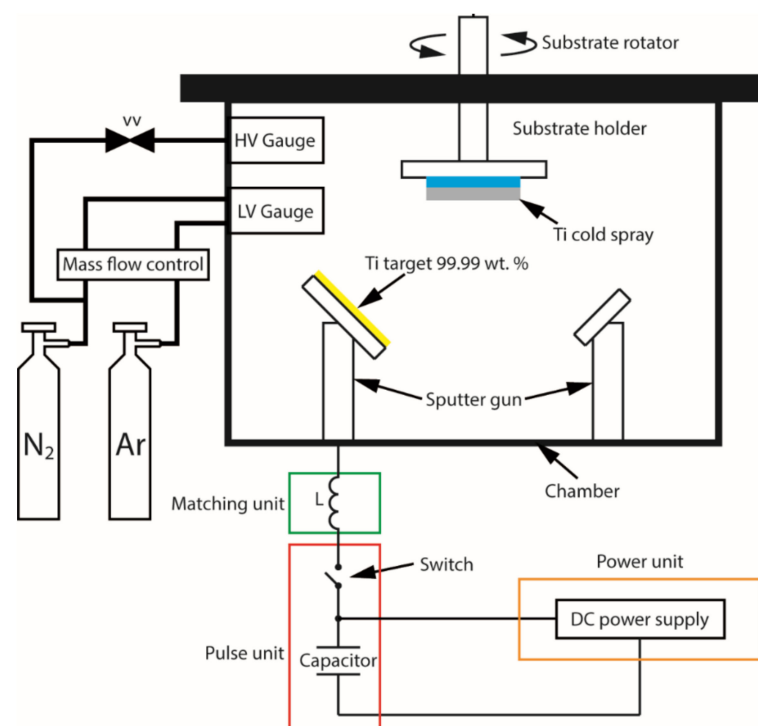 Substrate rotator
vv
HV Gauge
Substrate holder
LV Gauge
Ti cold spray
Mass flow control
Ti target 99.99 wt. %
Sputter gun
N₂
Ar
Chamber
Matching unit
L
Switch
Power unit
DC power supply
Pulse unit
Capacitor